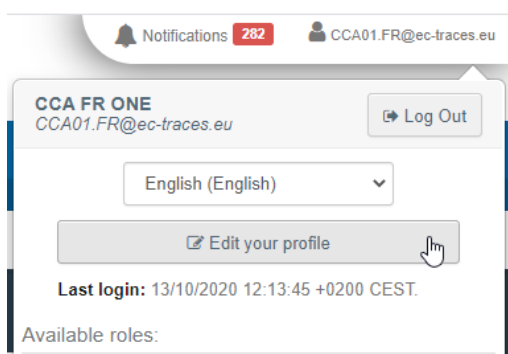 Notifications 282 CCA01.FR@ec-traces.eu
CCA FR ONE
CCA01.FR@ec-traces.eu
Log Out
English (English)
Edit your profile
Last login: 13/10/2020 12:13:45 +0200 CEST.
Available roles: